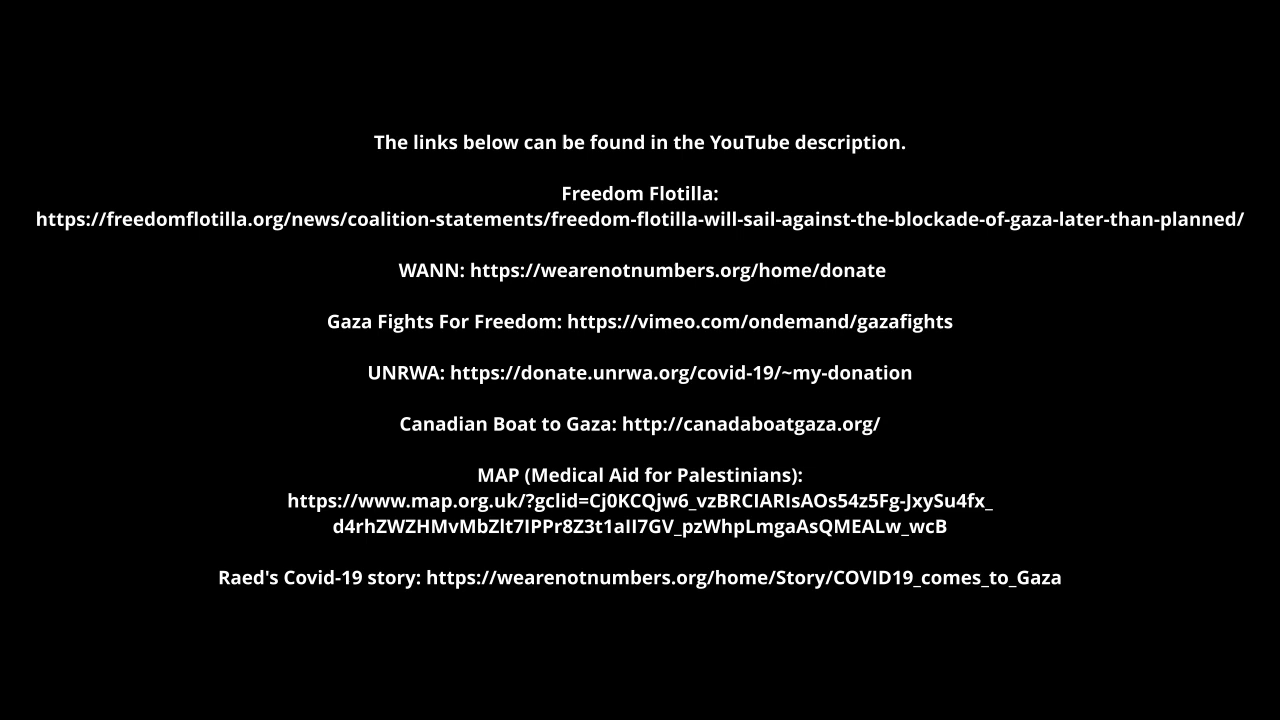 The links below can be found in the YouTube description.
Freedom Flotilla:
https://freedomflotilla.org/news/coalition-statements/freedom-flotilla-will-sail-against-the-blockade-of-gaza-later-than-planned/
WANN: https://wearenotnumbers.org/home/donate
Gaza Fights For Freedom: https://vimeo.com/ondemand/gazafights
UNRWA: https://donate.unrwa.org/covid-19/~my-donation
Canadian Boat to Gaza: http://canadaboatgaza.org/
MAP (Medical Aid for Palestinians):
https://www.map.org.uk/?gclid=Cj0KCQjw6_vzBRCIARIsAOs54z5Fg-JxySu4fx_
d4rhZWZHMvMbZlt7IPPr8Z3t1aII7GV_pzWhpLmgaAsQMEALw_wcB
Raed's Covid-19 story: https://wearenotnumbers.org/home/Story/COVID19_comes_to_Gaza